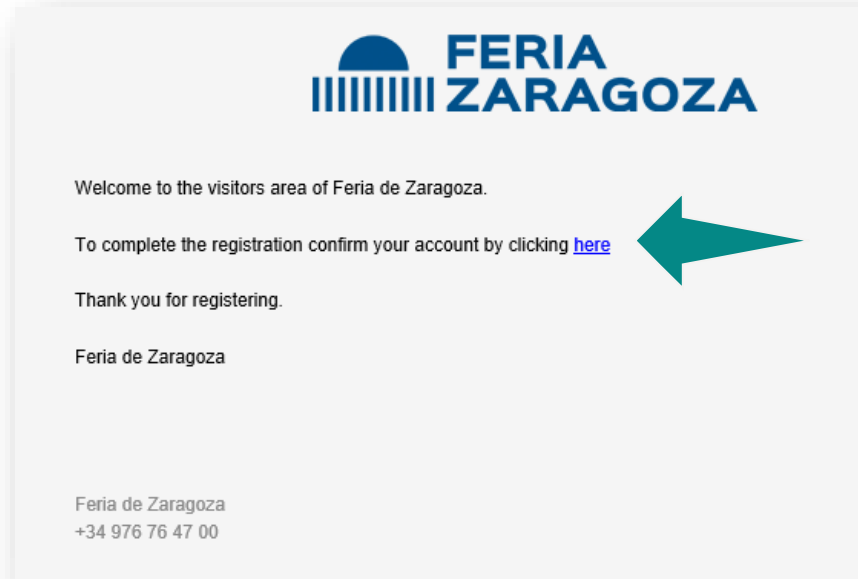 FERIA
ZARAGOZA
Welcome to the visitors area of Feria de Zaragoza.
To complete the registration confirm your account by clicking here
Thank you for registering.
Feria de Zaragoza
Feria de Zaragoza
+34 976 76 47 00